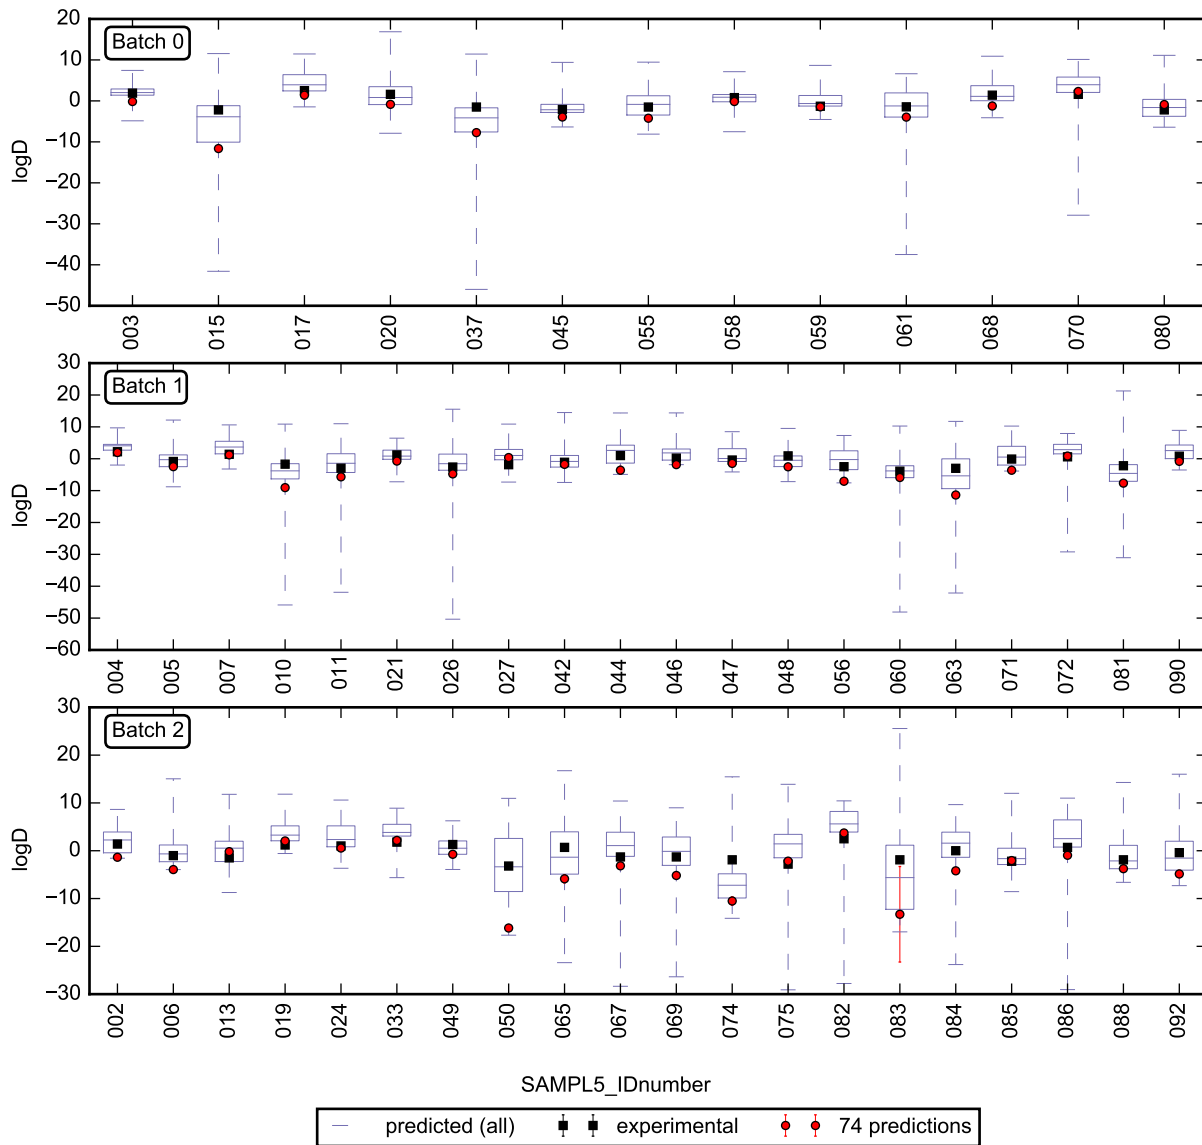 20
Batch 0
10
0
−10
−20
−30
−40
−50
logD
003 015 017 020 037 045 055 058 059 061 068 070 080
30
Batch 1
20
10
0
−10
−20
−30
−40
−50
−60
logD
004 005 007 010 011 021 026 027 042 044 046 047 048 056 060 063 071 072 081 090
30
Batch 2
20
10
0
−10
−20
−30
logD
002 006 013 019 024 033 049 050 065 067 069 074 075 082 083 084 085 086 088 092
SAMPL5_IDnumber
predicted (all) experimental 74 predictions